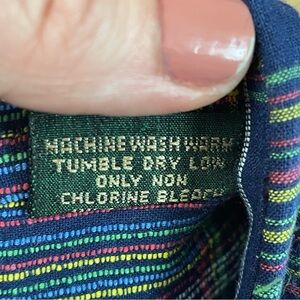 MACHINE WASH WARM
TUMBLE DRY LOW
ONLY NON
CHLORINE BLEACH